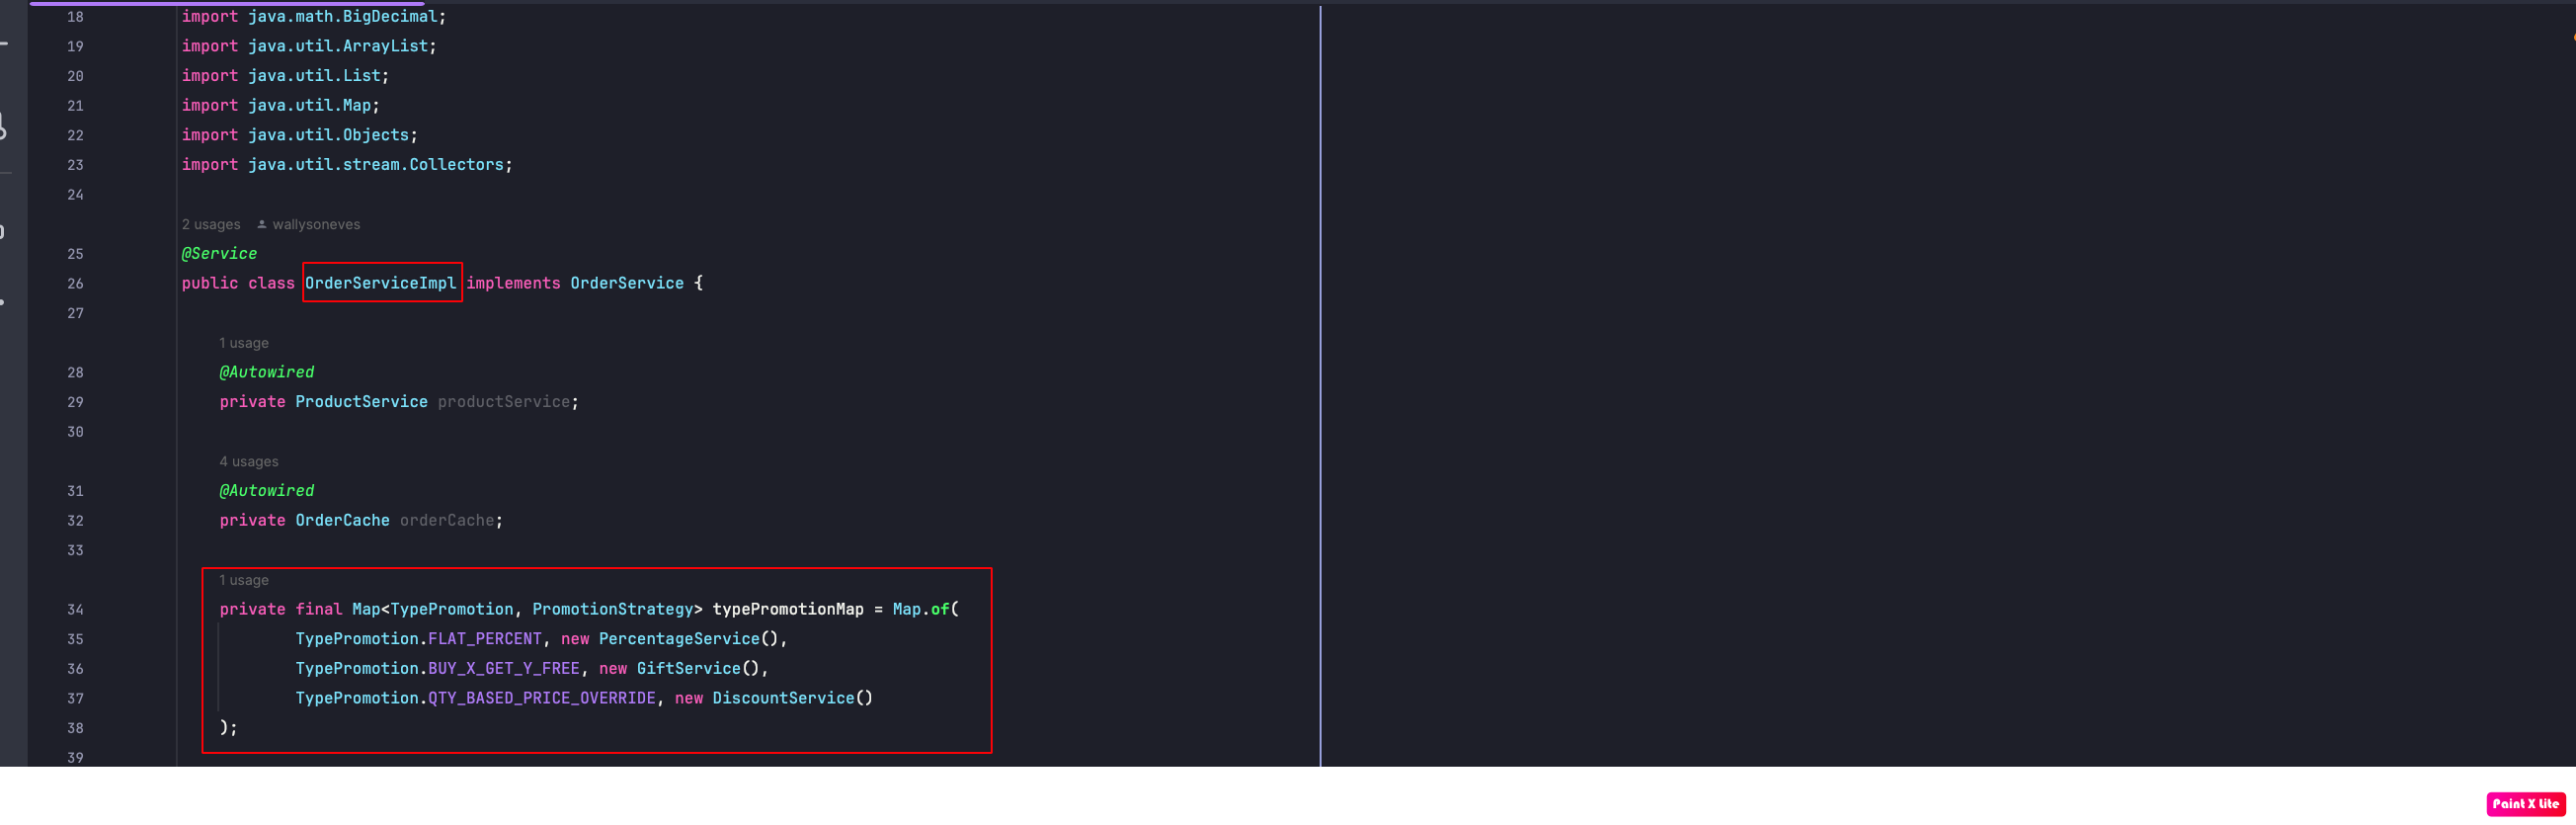 18 import java.math.BigDecimal;
19 import java.util.ArrayList;
20 import java.util.List;
21 import java.util.Map;
22 import java.util.Objects;
23 import java.util.stream.Collectors;
24
2 usages wallysoneves
25 @Service
26 public class OrderServiceImpl implements OrderService {
27
1 usage
28 @Autowired
29 private ProductService productService;
30
4 usages
31 @Autowired
32 private OrderCache orderCache;
33
1 usage
34 private final Map<TypePromotion, PromotionStrategy> typePromotionMap = Map.of(
35 TypePromotion.FLAT_PERCENT, new PercentageService(),
36 TypePromotion.BUY_X_GET_Y_FREE, new GiftService(),
37 TypePromotion.QTY_BASED_PRICE_OVERRIDE, new DiscountService()
38 );
39
Paint X Lite